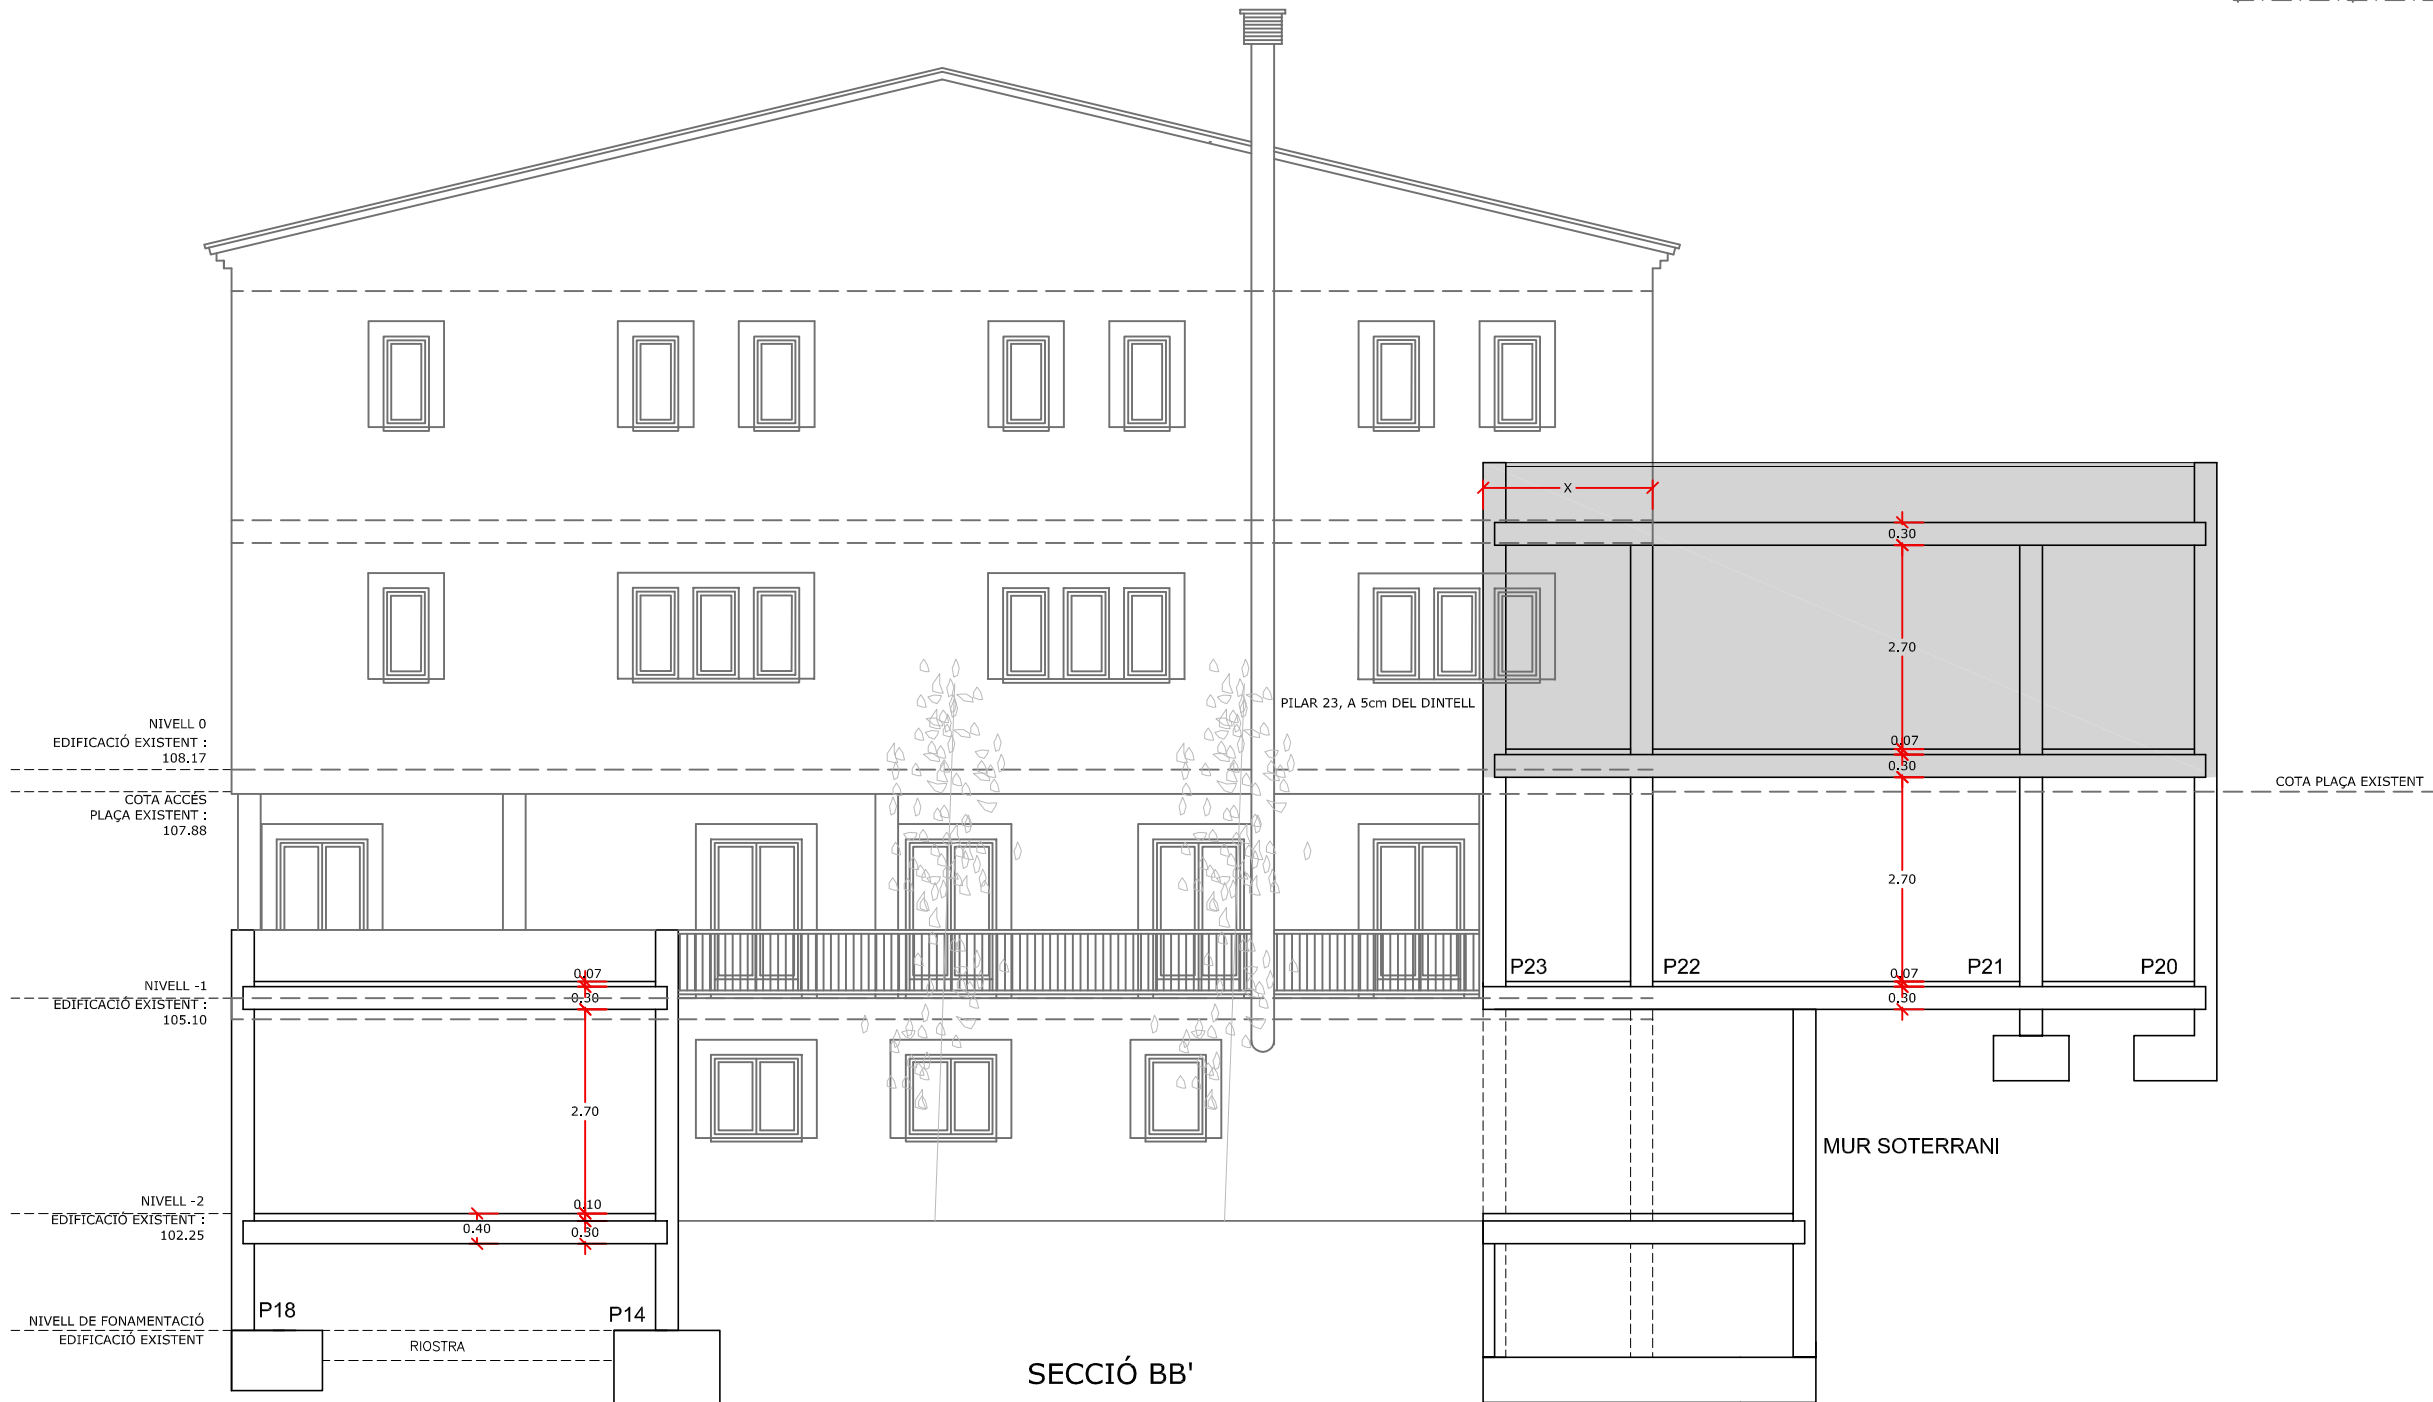 X
0.30
2.70
PILAR 23, A 5cm DEL DINTELL
NIVELL 0
EDIFICACIÓ EXISTENT :
108.17
0.07
0.30
COTA PLAÇA EXISTENT
COTA ACCÉS
PLAÇA EXISTENT :
107.88
2.70
P23
P22
P21
P20
0.07
0.30
0.07
0.30
NIVELL -1
EDIFICACIÓ EXISTENT :
105.10
2.70
MUR SOTERRANI
NIVELL -2
EDIFICACIÓ EXISTENT :
102.25
0.10
0.40
0.30
P18
P14
NIVELL DE FONAMENTACIÓ
EDIFICACIÓ EXISTENT
RIOSTRA
SECCIÓ BB'